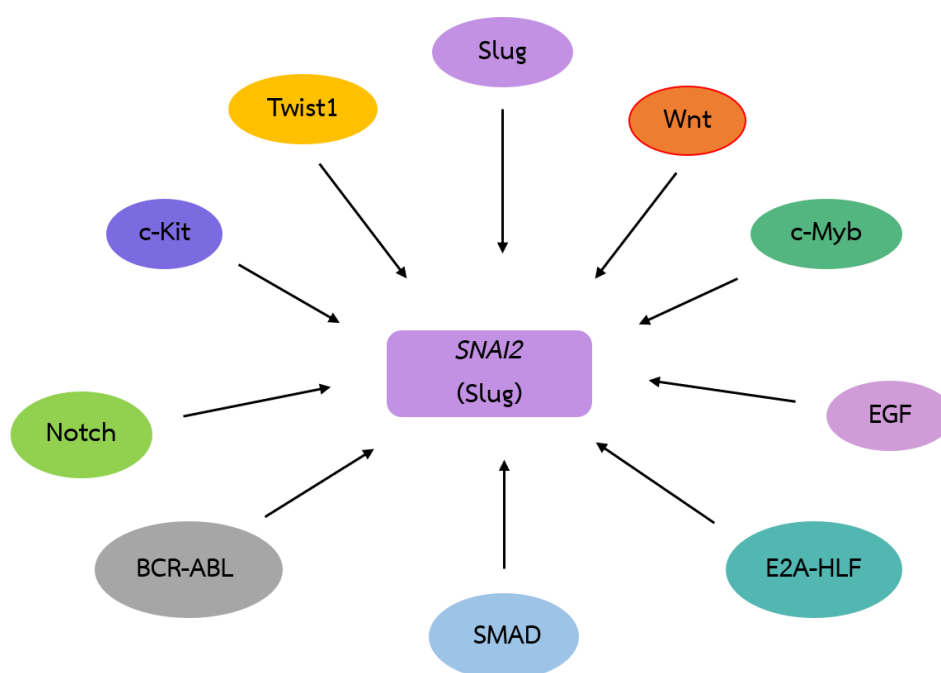 Slug
Twist1
Wnt
c-Kit
c-Myb
SNAI2
(Slug)
Notch
EGF
BCR-ABL
E2A-HLF
SMAD